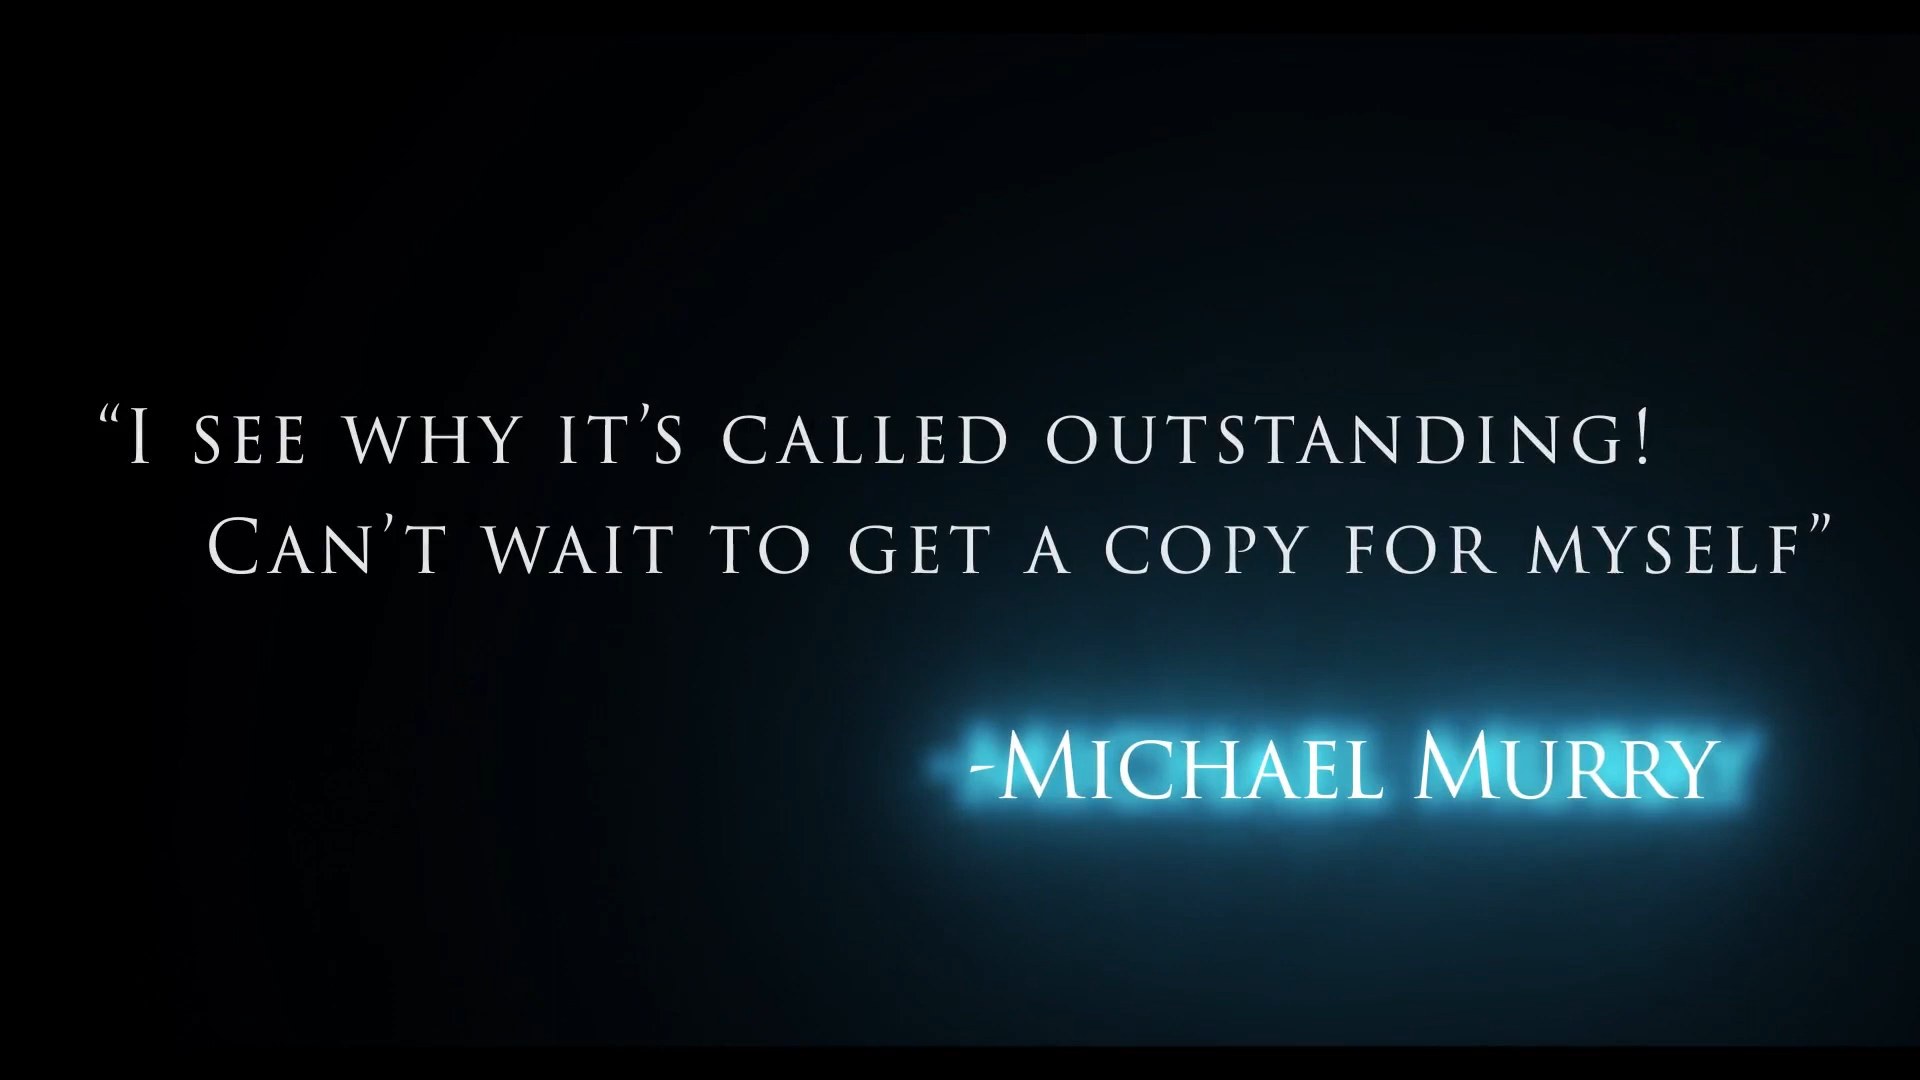 “I see why it’s called outstanding!
Can’t wait to get a copy for myself”
-Michael Murry